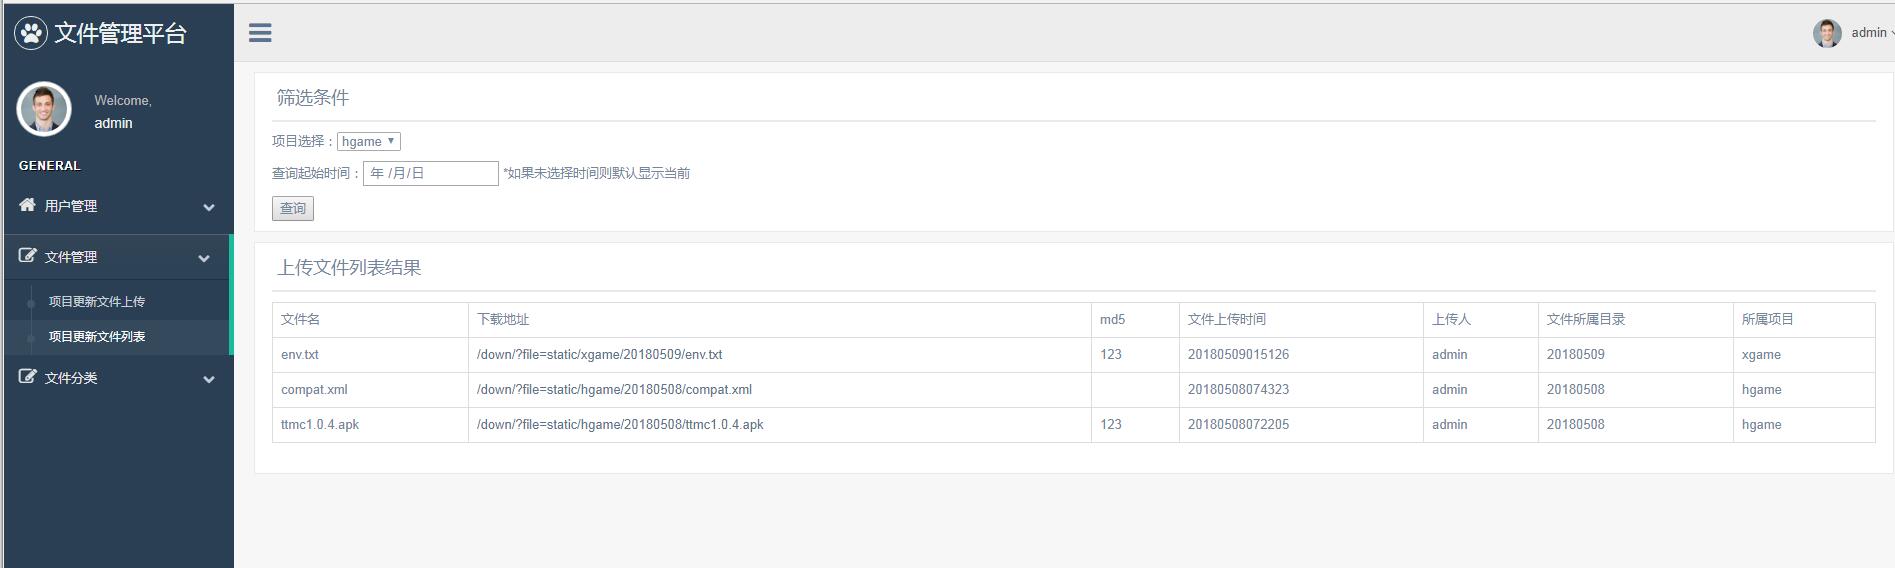 文件管理平台
admin
Welcome,
admin
GENERAL
用户管理
文件管理
项目更新文件上传
项目更新文件列表
文件分类
筛选条件
项目选择：hgame
查询起始时间：年 /月/日 *如果未选择时间则默认显示当前
查询
上传文件列表结果
文件名 下载地址 md5 文件上传时间 上传人 文件所属目录 所属项目
env.txt /down/?file=static/xgame/20180509/env.txt 123 20180509015126 admin 20180509 xgame
compat.xml /down/?file=static/hgame/20180508/compat.xml 20180508074323 admin 20180508 hgame
ttmc1.0.4.apk /down/?file=static/hgame/20180508/ttmc1.0.4.apk 123 20180508072205 admin 20180508 hgame